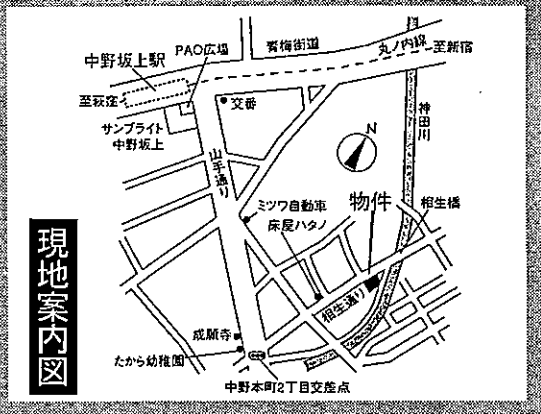 中野坂上駅
PAO広場
青梅街道
丸ノ内線
至新宿
至荻窪
交番
サンブライト
中野坂上
山手通り
神田川
N
ミツワ自動車
床屋ハタノ
物件
相生橋
相生通り
現地案内図
成願寺
たから幼稚園
中野本町2丁目交差点